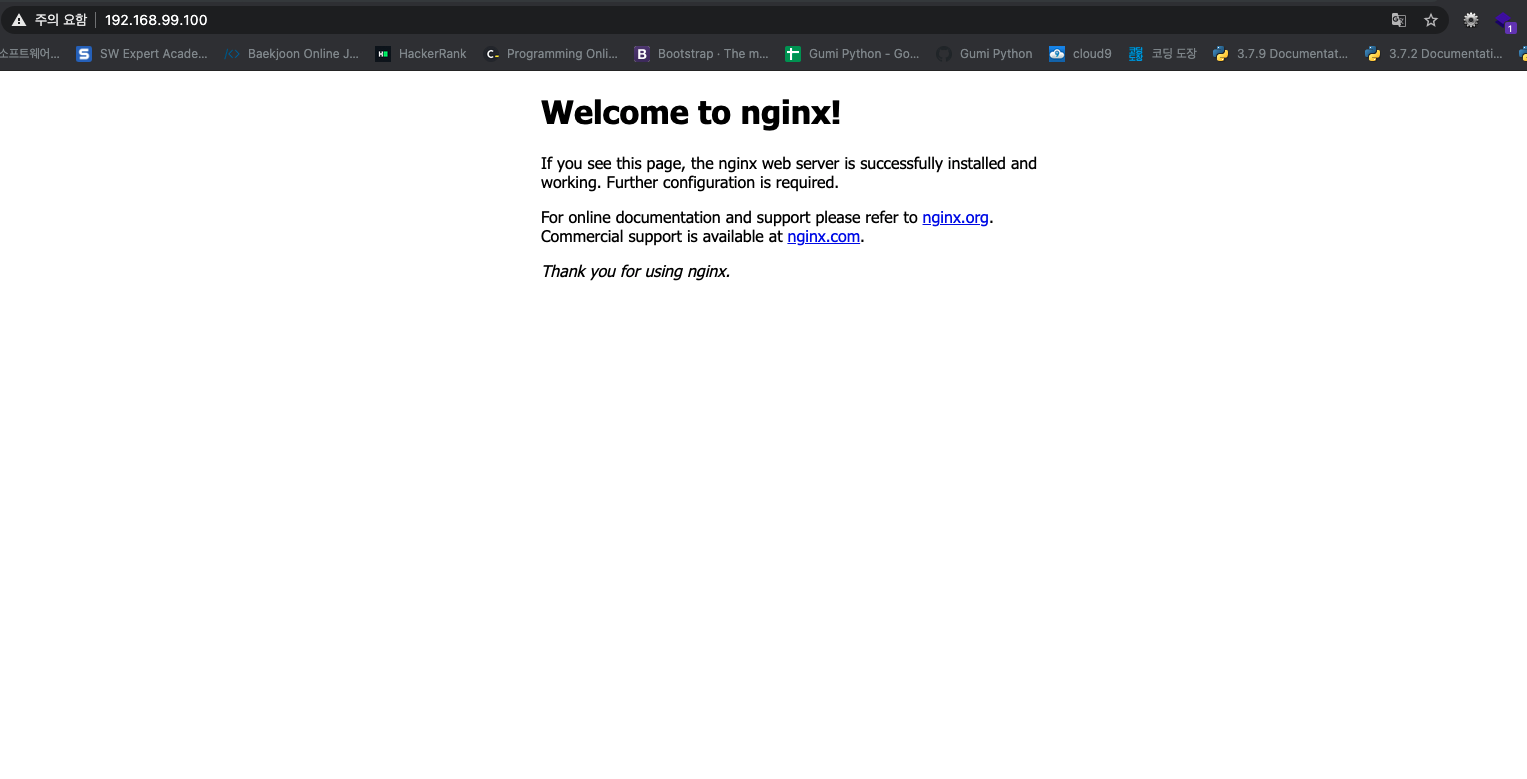 주의 요함 192.168.99.100
소프트웨어... SW Expert Acade... Baekjoon Online J... HackerRank Programming Onli... Bootstrap · The m... Gumi Python - Go... Gumi Python cloud9 코딩 도장 3.7.9 Documentat... 3.7.2 Documentati...
1
Welcome to nginx!
If you see this page, the nginx web server is successfully installed and
working. Further configuration is required.
For online documentation and support please refer to nginx.org.
Commercial support is available at nginx.com.
Thank you for using nginx.